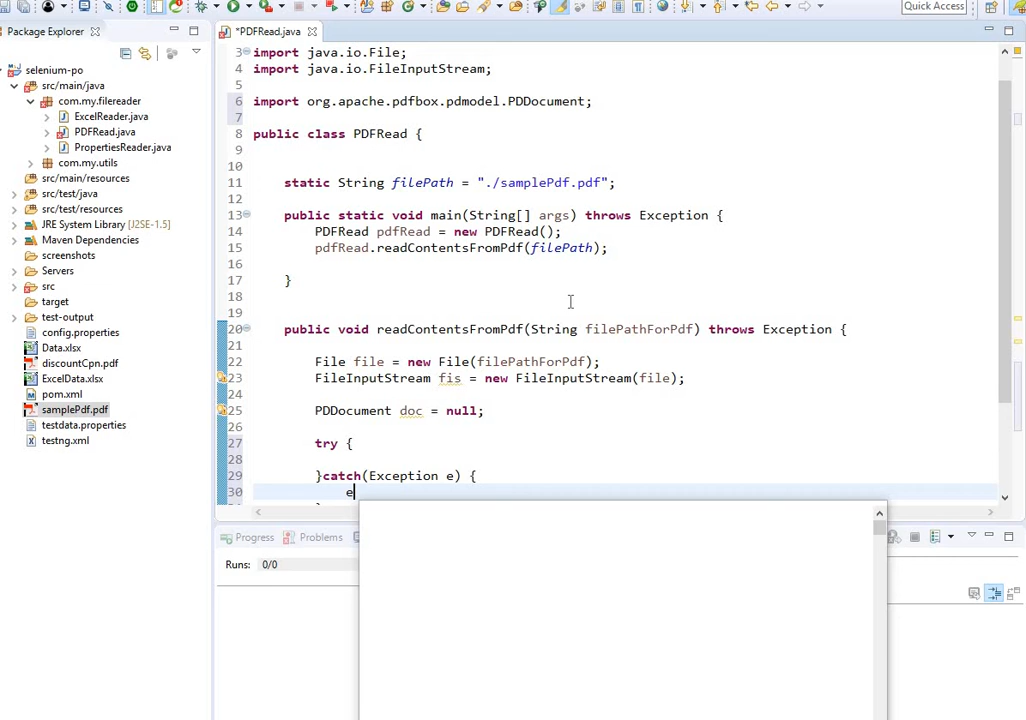 Quick Access
Package Explorer
*PDFRead.java
selenium-po
src/main/java
com.my.filereader
ExcelReader.java
PDFRead.java
PropertiesReader.java
com.my.utils
src/main/resources
src/test/java
src/test/resources
JRE System Library [J2SE-1.5]
Maven Dependencies
screenshots
Servers
src
target
test-output
config.properties
Data.xlsx
discountCpn.pdf
ExcelData.xlsx
pom.xml
samplePdf.pdf
testdata.properties
testng.xml
3 import java.io.File;
4 import java.io.FileInputStream;
5
6 import org.apache.pdfbox.pdmodel.PDDocument;
7
8 public class PDFRead {
9
10
11 static String filePath = "./samplePdf.pdf";
12
13 public static void main(String[] args) throws Exception {
14 PDFRead pdfRead = new PDFRead();
15 pdfRead.readContentsFromPdf(filePath);
16
17 }
18
19
20 public void readContentsFromPdf(String filePathForPdf) throws Exception {
21
22 File file = new File(filePathForPdf);
23 FileInputStream fis = new FileInputStream(file);
24
25 PDDocument doc = null;
26
27 try {
28
29 }catch(Exception e) {
30 e
Progress
Problems
Runs: 0/0